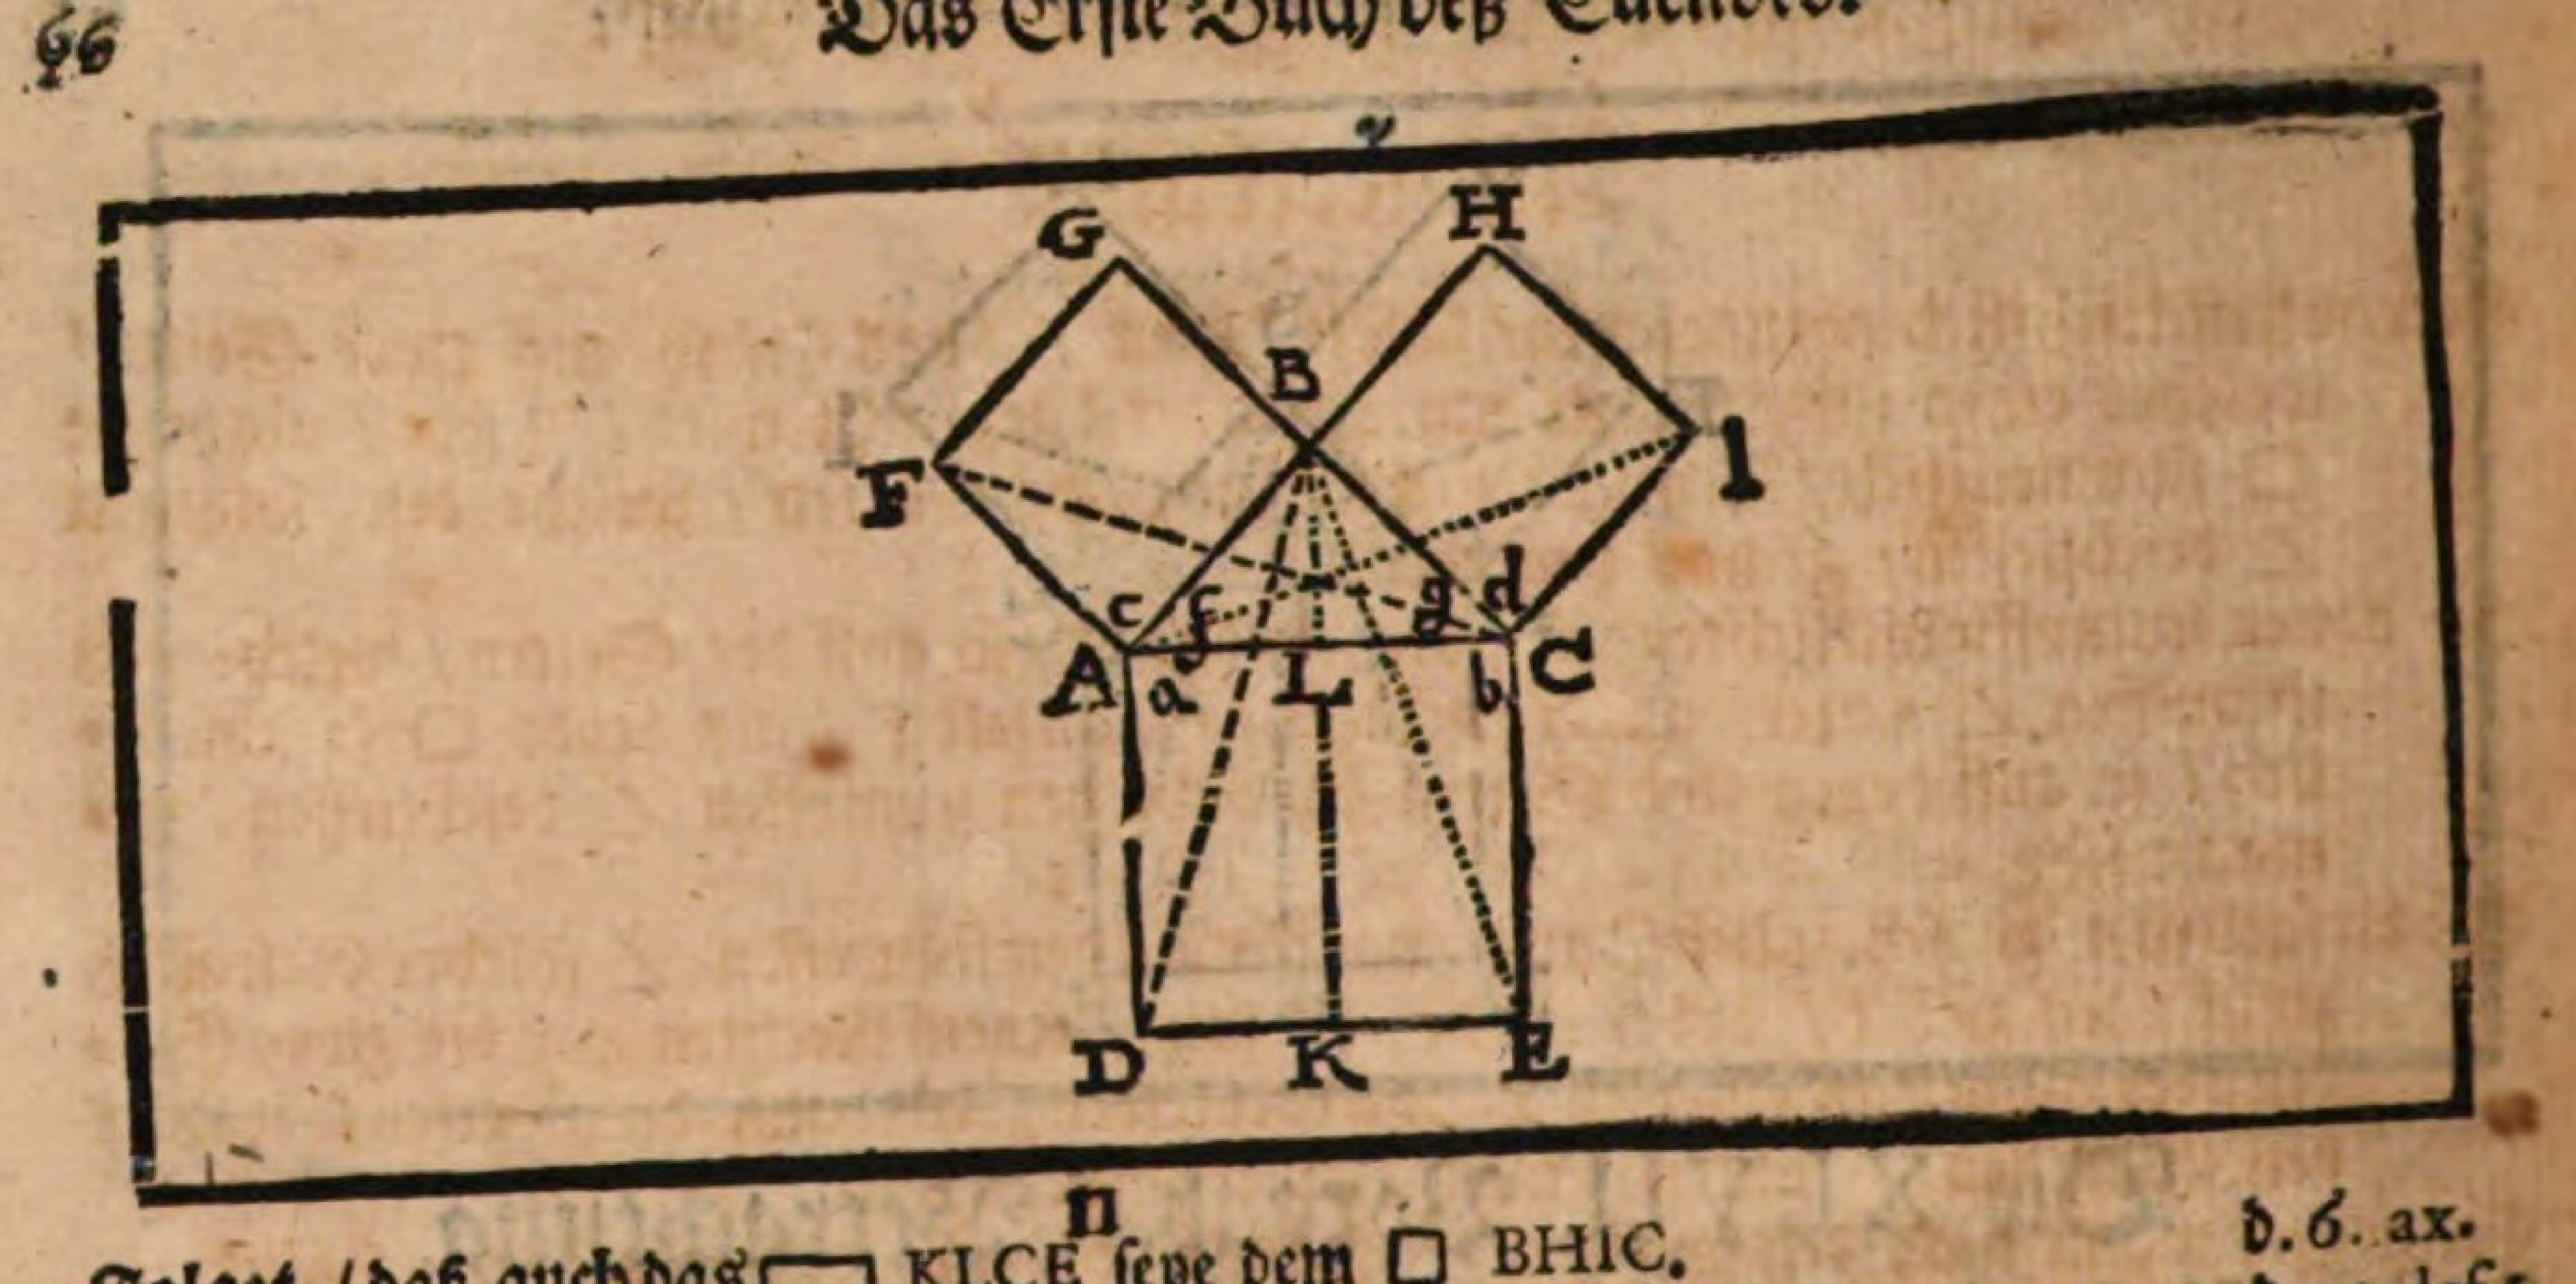 66
Das Erste Buch deß Euclidis.
G
H
B
F
I
c f g d
A a L b C
D K E
n
Folget / daß auch das ▭ KLCE seye dem □ BHIC.
d. 6. ax.